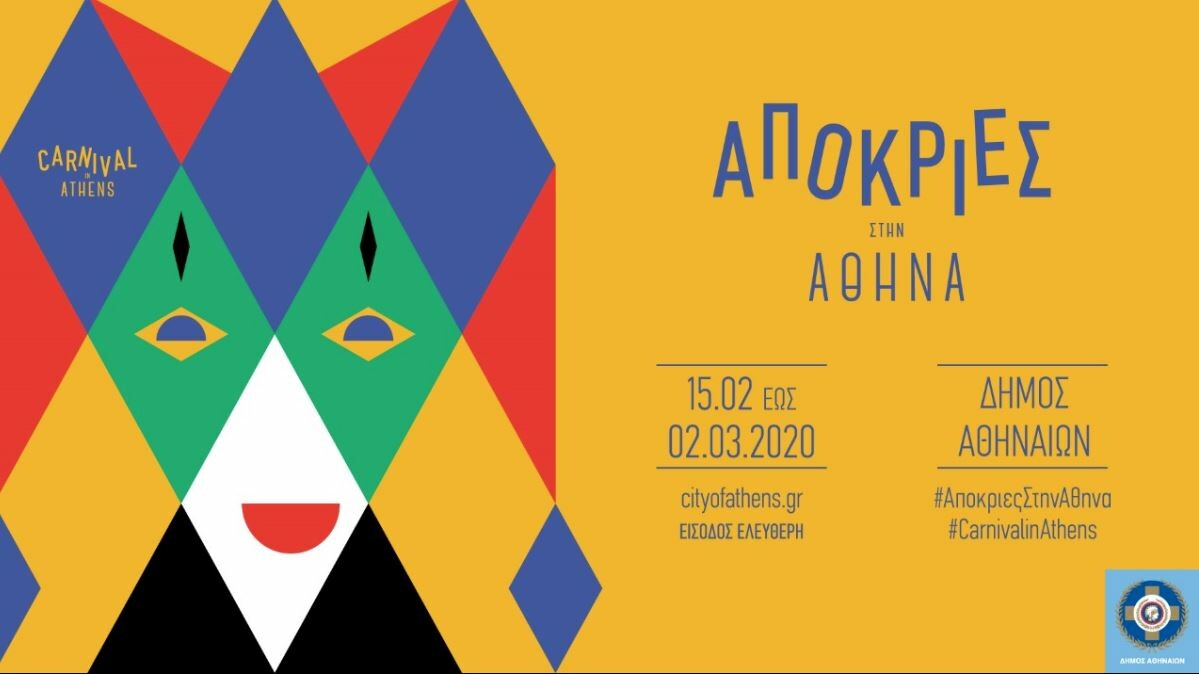 CARNIVAL
IN
ATHENS
ΑΠΟΚΡΙΕΣ
ΣΤΗΝ
ΑΘΗΝΑ
15.02 ΕΩΣ
02.03.2020
cityofathens.gr
ΕΙΣΟΔΟΣ ΕΛΕΥΘΕΡΗ
ΔΗΜΟΣ
ΑΘΗΝΑΙΩΝ
#ΑποκριεςΣτηνΑθηνα
#CarnivalinAthens
ΔΗΜΟΣ ΑΘΗΝΑΙΩΝ